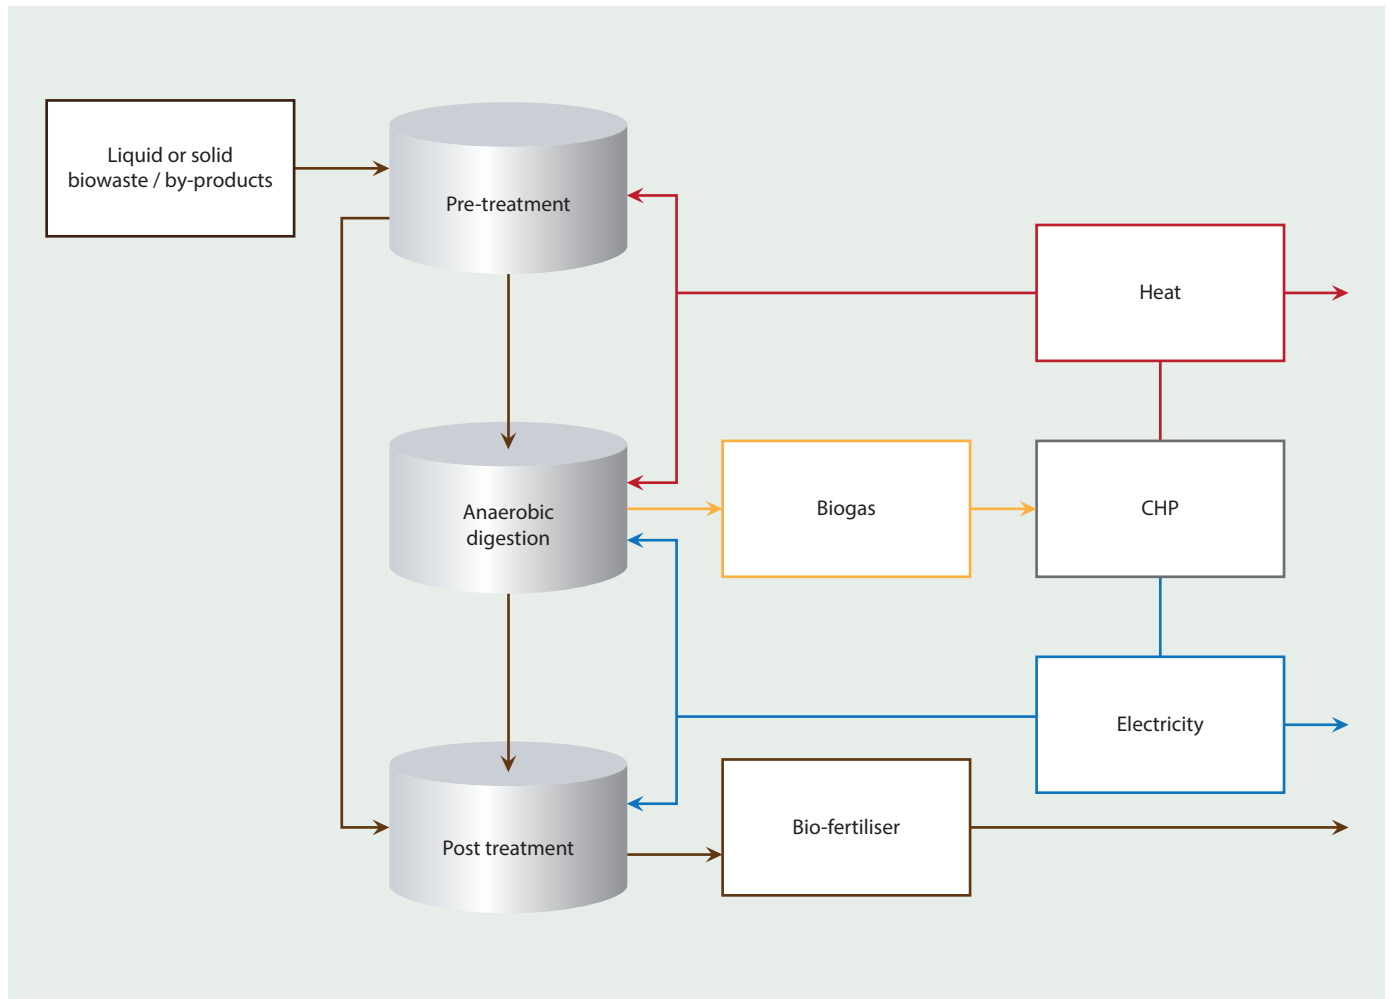 Liquid or solid
biowaste / by-products
Pre-treatment
Heat
Anaerobic
digestion
Biogas
CHP
Electricity
Bio-fertiliser
Post treatment